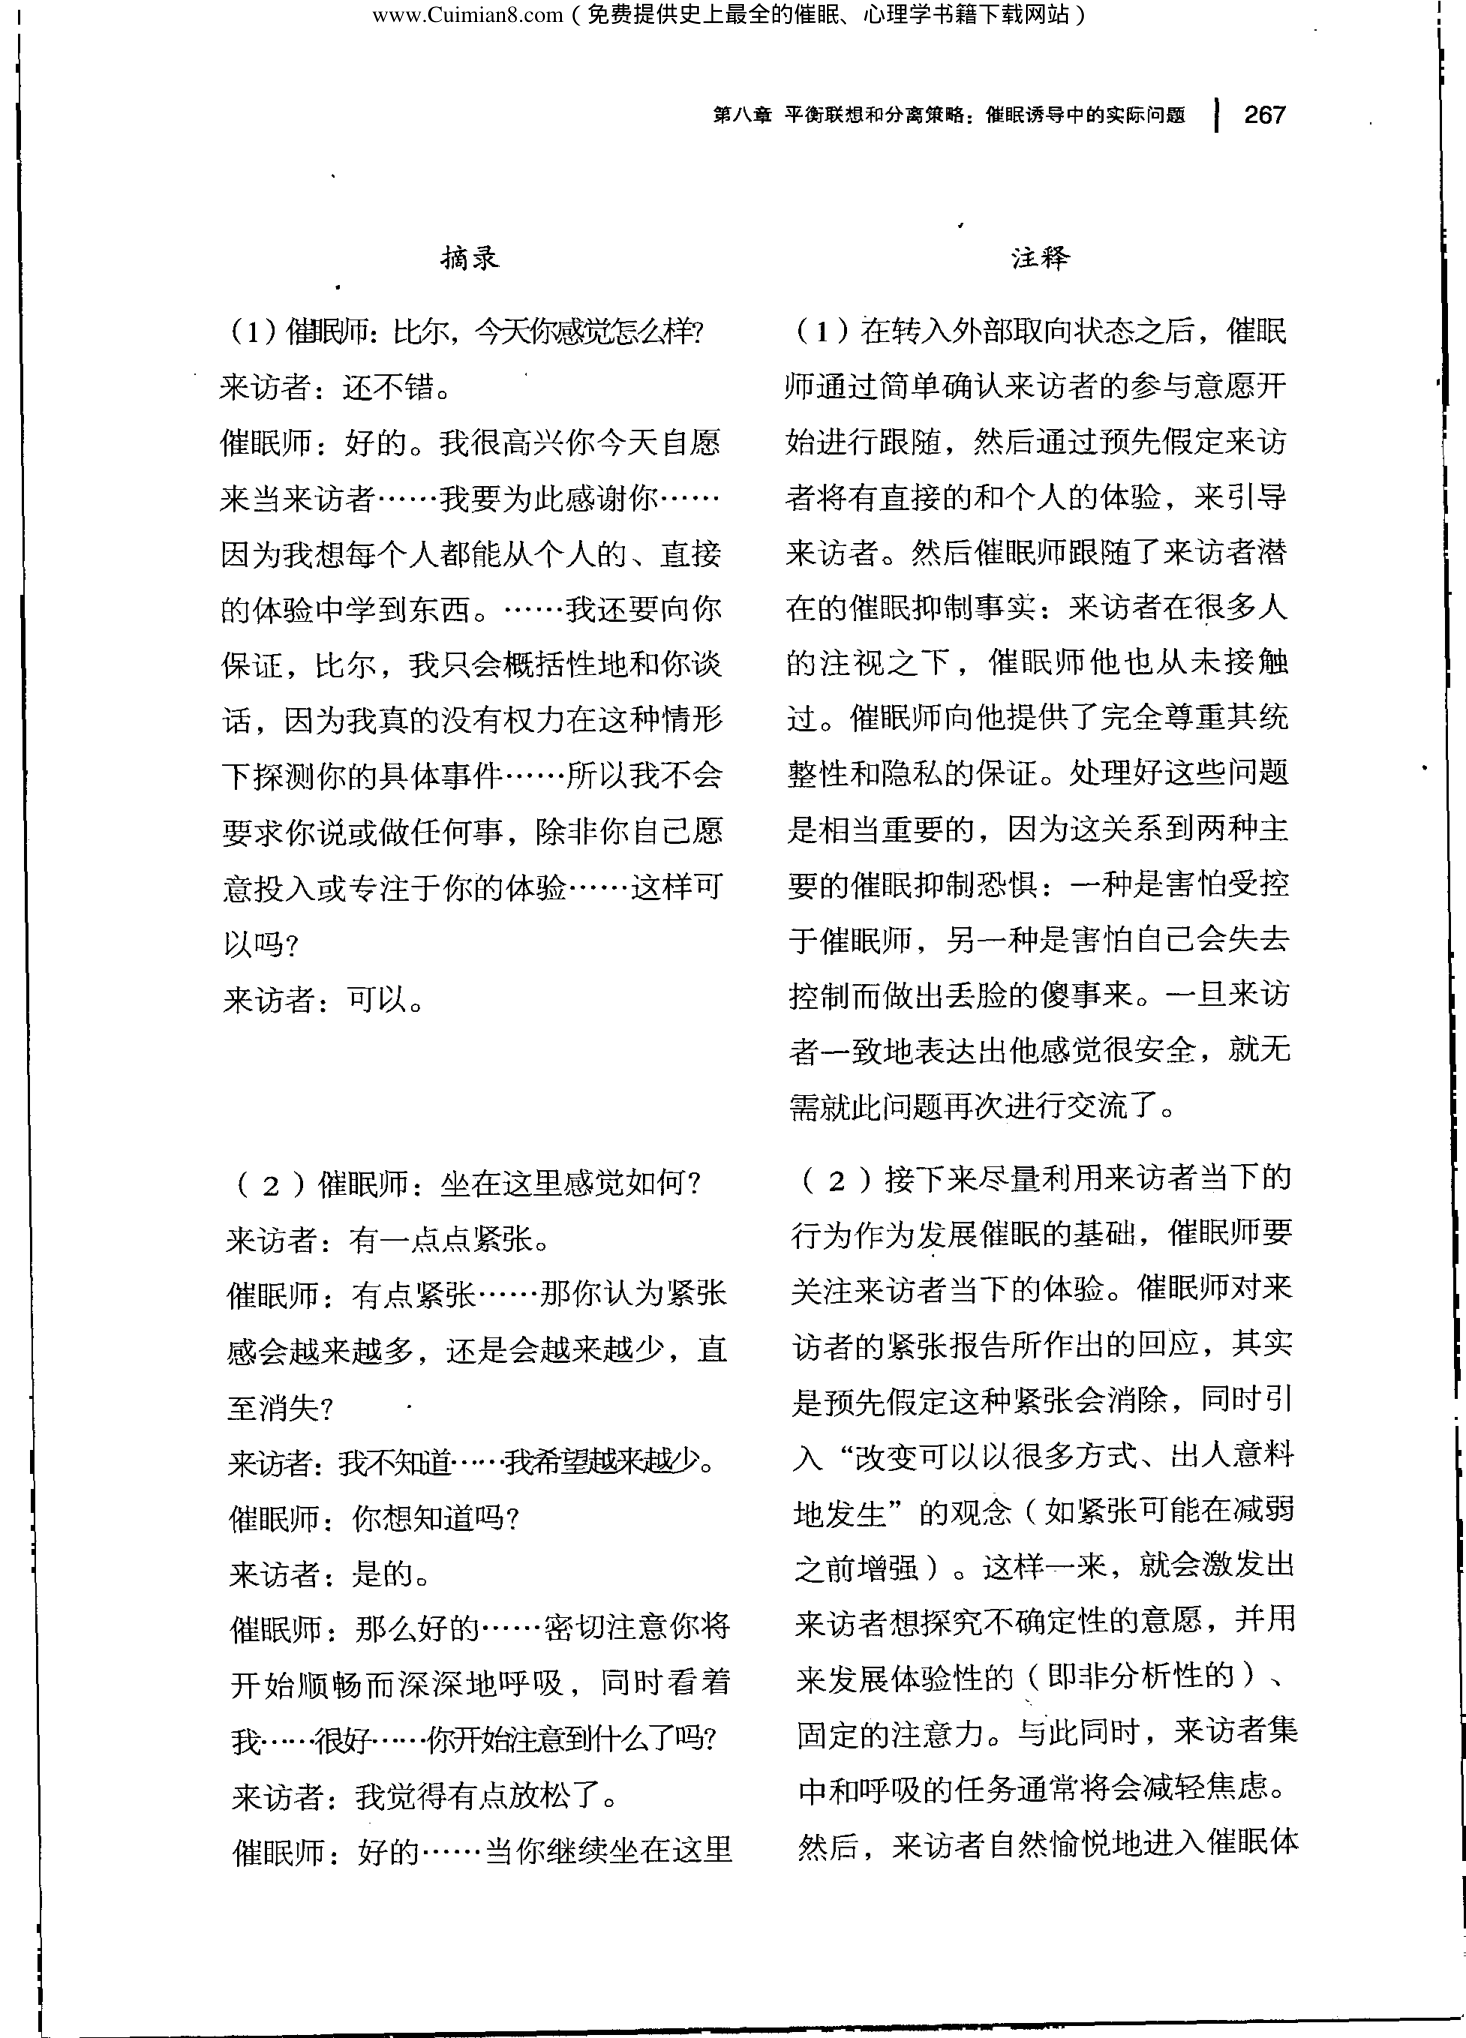 www.Cuimian8.com（免费提供史上最全的催眠、心理学书籍下载网站）
第八章 平衡联想和分离策略：催眠诱导中的实际问题 267
摘录
（1）催眠师：比尔，今天你感觉怎么样？
来访者：还不错。
催眠师：好的。我很高兴你今天自愿
来当来访者……我要为此感谢你……
因为我想每个人都能从个人的、直接
的体验中学到东西。……我还要向你
保证，比尔，我只会概括性地和你谈
话，因为我真的没有权力在这种情形
下探测你的具体事件……所以我不会
要求你说或做任何事，除非你自己愿
意投入或专注于你的体验……这样可
以吗？
来访者：可以。
（2）催眠师：坐在这里感觉如何？
来访者：有一点点紧张。
催眠师：有点紧张……那你认为紧张
感会越来越多，还是会越来越少，直
至消失？
来访者：我不知道……我希望越来越少。
催眠师：你想知道吗？
来访者：是的。
催眠师：那么好的……密切注意你将
开始顺畅而深深地呼吸，同时看着
我……很好……你开始注意到什么了吗？
来访者：我觉得有点放松了。
催眠师：好的……当你继续坐在这里
注释
（1）在转入外部取向状态之后，催眠
师通过简单确认来访者的参与意愿开
始进行跟随，然后通过预先假定来访
者将有直接的和个人的体验，来引导
来访者。然后催眠师跟随了来访者潜
在的催眠抑制事实：来访者在很多人
的注视之下，催眠师他也从未接触
过。催眠师向他提供了完全尊重其统
整性和隐私的保证。处理好这些问题
是相当重要的，因为这关系到两种主
要的催眠抑制恐惧：一种是害怕受控
于催眠师，另一种是害怕自己会失去
控制而做出丢脸的傻事来。一旦来访
者一致地表达出他感觉很安全，就无
需就此问题再次进行交流了。
（2）接下来尽量利用来访者当下的
行为作为发展催眠的基础，催眠师要
关注来访者当下的体验。催眠师对来
访者的紧张报告所作出的回应，其实
是预先假定这种紧张会消除，同时引
入“改变可以以很多方式、出人意料
地发生”的观念（如紧张可能在减弱
之前增强）。这样一来，就会激发出
来访者想探究不确定性的意愿，并用
来发展体验性的（即非分析性的）、
固定的注意力。与此同时，来访者集
中和呼吸的任务通常将会减轻焦虑。
然后，来访者自然愉悦地进入催眠体